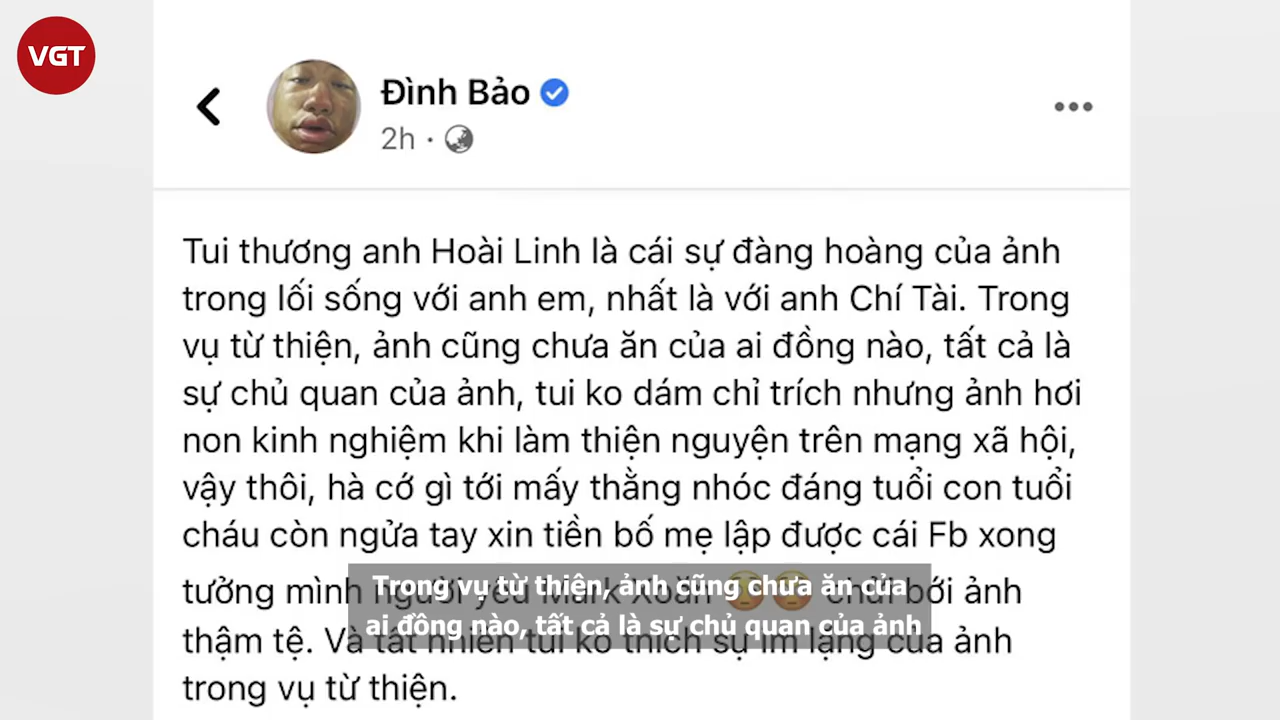 VGT
Đình Bảo
2h ·
Tui thương anh Hoài Linh là cái sự đàng hoàng của ảnh
trong lối sống với anh em, nhất là với anh Chí Tài. Trong
vụ từ thiện, ảnh cũng chưa ăn của ai đồng nào, tất cả là
sự chủ quan của ảnh, tui ko dám chỉ trích nhưng ảnh hơi
non kinh nghiệm khi làm thiện nguyện trên mạng xã hội,
vậy thôi, hà cớ gì tới mấy thằng nhóc đáng tuổi con tuổi
cháu còn ngửa tay xin tiền bố mẹ lập được cái Fb xong
tưởng mình người yêu Mark Xoăn chửi bới ảnh
thậm tệ. Và tất nhiên tui ko thích sự im lặng của ảnh
trong vụ từ thiện.
Trong vụ từ thiện, ảnh cũng chưa ăn của
ai đồng nào, tất cả là sự chủ quan của ảnh